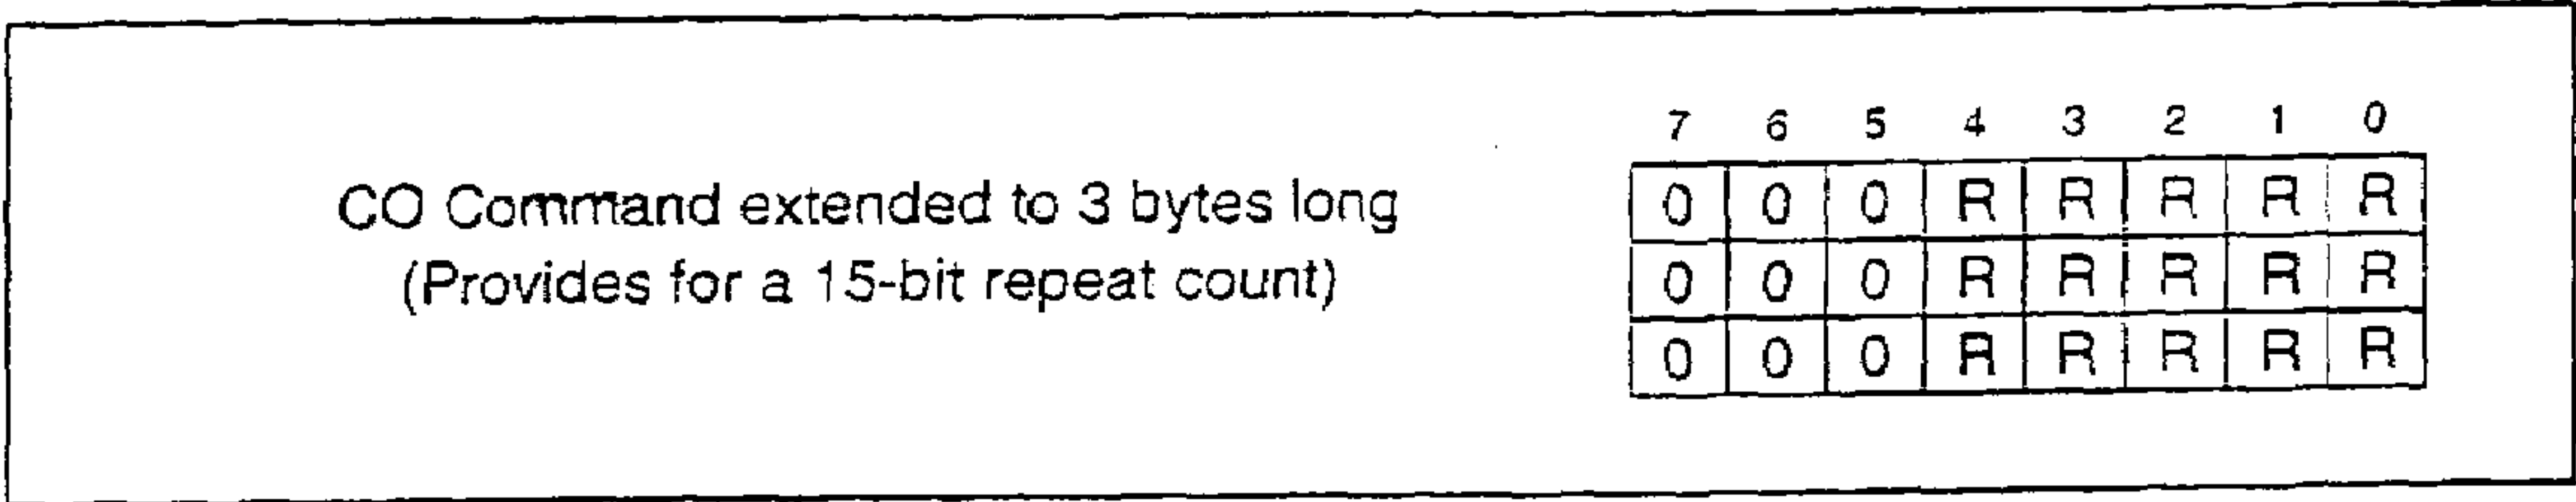 7 6 5 4 3 2 1 0
CO Command extended to 3 bytes long
0 0 0 R R R R R
(Provides for a 15-bit repeat count)
0 0 0 R R R R R
0 0 0 R R R R R